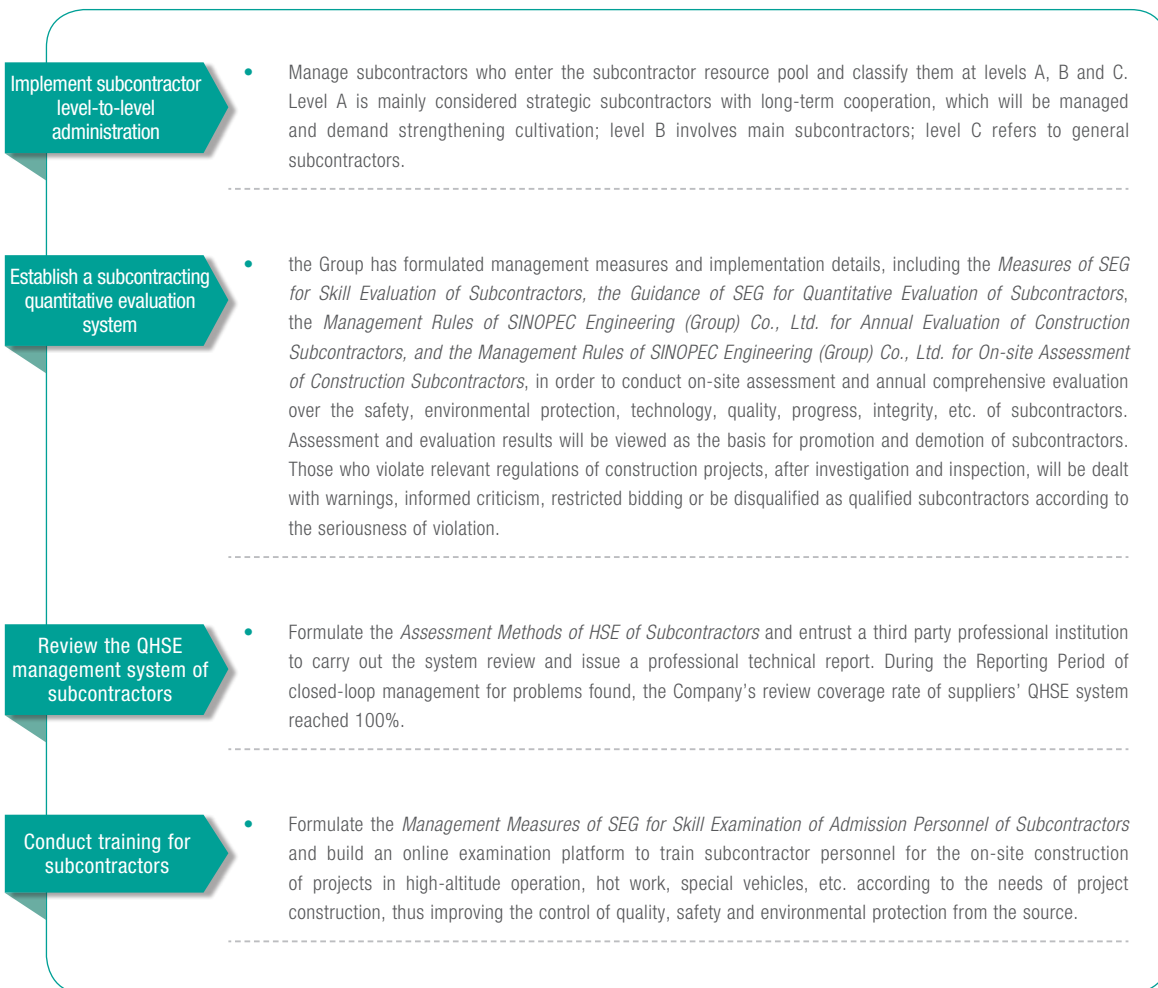 Implement subcontractor
level-to-level
administration
• Manage subcontractors who enter the subcontractor resource pool and classify them at levels A, B and C.
Level A is mainly considered strategic subcontractors with long-term cooperation, which will be managed
and demand strengthening cultivation; level B involves main subcontractors; level C refers to general
subcontractors.
Establish a subcontracting
quantitative evaluation
system
• the Group has formulated management measures and implementation details, including the Measures of SEG
for Skill Evaluation of Subcontractors, the Guidance of SEG for Quantitative Evaluation of Subcontractors,
the Management Rules of SINOPEC Engineering (Group) Co., Ltd. for Annual Evaluation of Construction
Subcontractors, and the Management Rules of SINOPEC Engineering (Group) Co., Ltd. for On-site Assessment
of Construction Subcontractors, in order to conduct on-site assessment and annual comprehensive evaluation
over the safety, environmental protection, technology, quality, progress, integrity, etc. of subcontractors.
Assessment and evaluation results will be viewed as the basis for promotion and demotion of subcontractors.
Those who violate relevant regulations of construction projects, after investigation and inspection, will be dealt
with warnings, informed criticism, restricted bidding or be disqualified as qualified subcontractors according to
the seriousness of violation.
Review the QHSE
management system of
subcontractors
• Formulate the Assessment Methods of HSE of Subcontractors and entrust a third party professional institution
to carry out the system review and issue a professional technical report. During the Reporting Period of
closed-loop management for problems found, the Company's review coverage rate of suppliers' QHSE system
reached 100%.
Conduct training for
subcontractors
• Formulate the Management Measures of SEG for Skill Examination of Admission Personnel of Subcontractors
and build an online examination platform to train subcontractor personnel for the on-site construction
of projects in high-altitude operation, hot work, special vehicles, etc. according to the needs of project
construction, thus improving the control of quality, safety and environmental protection from the source.